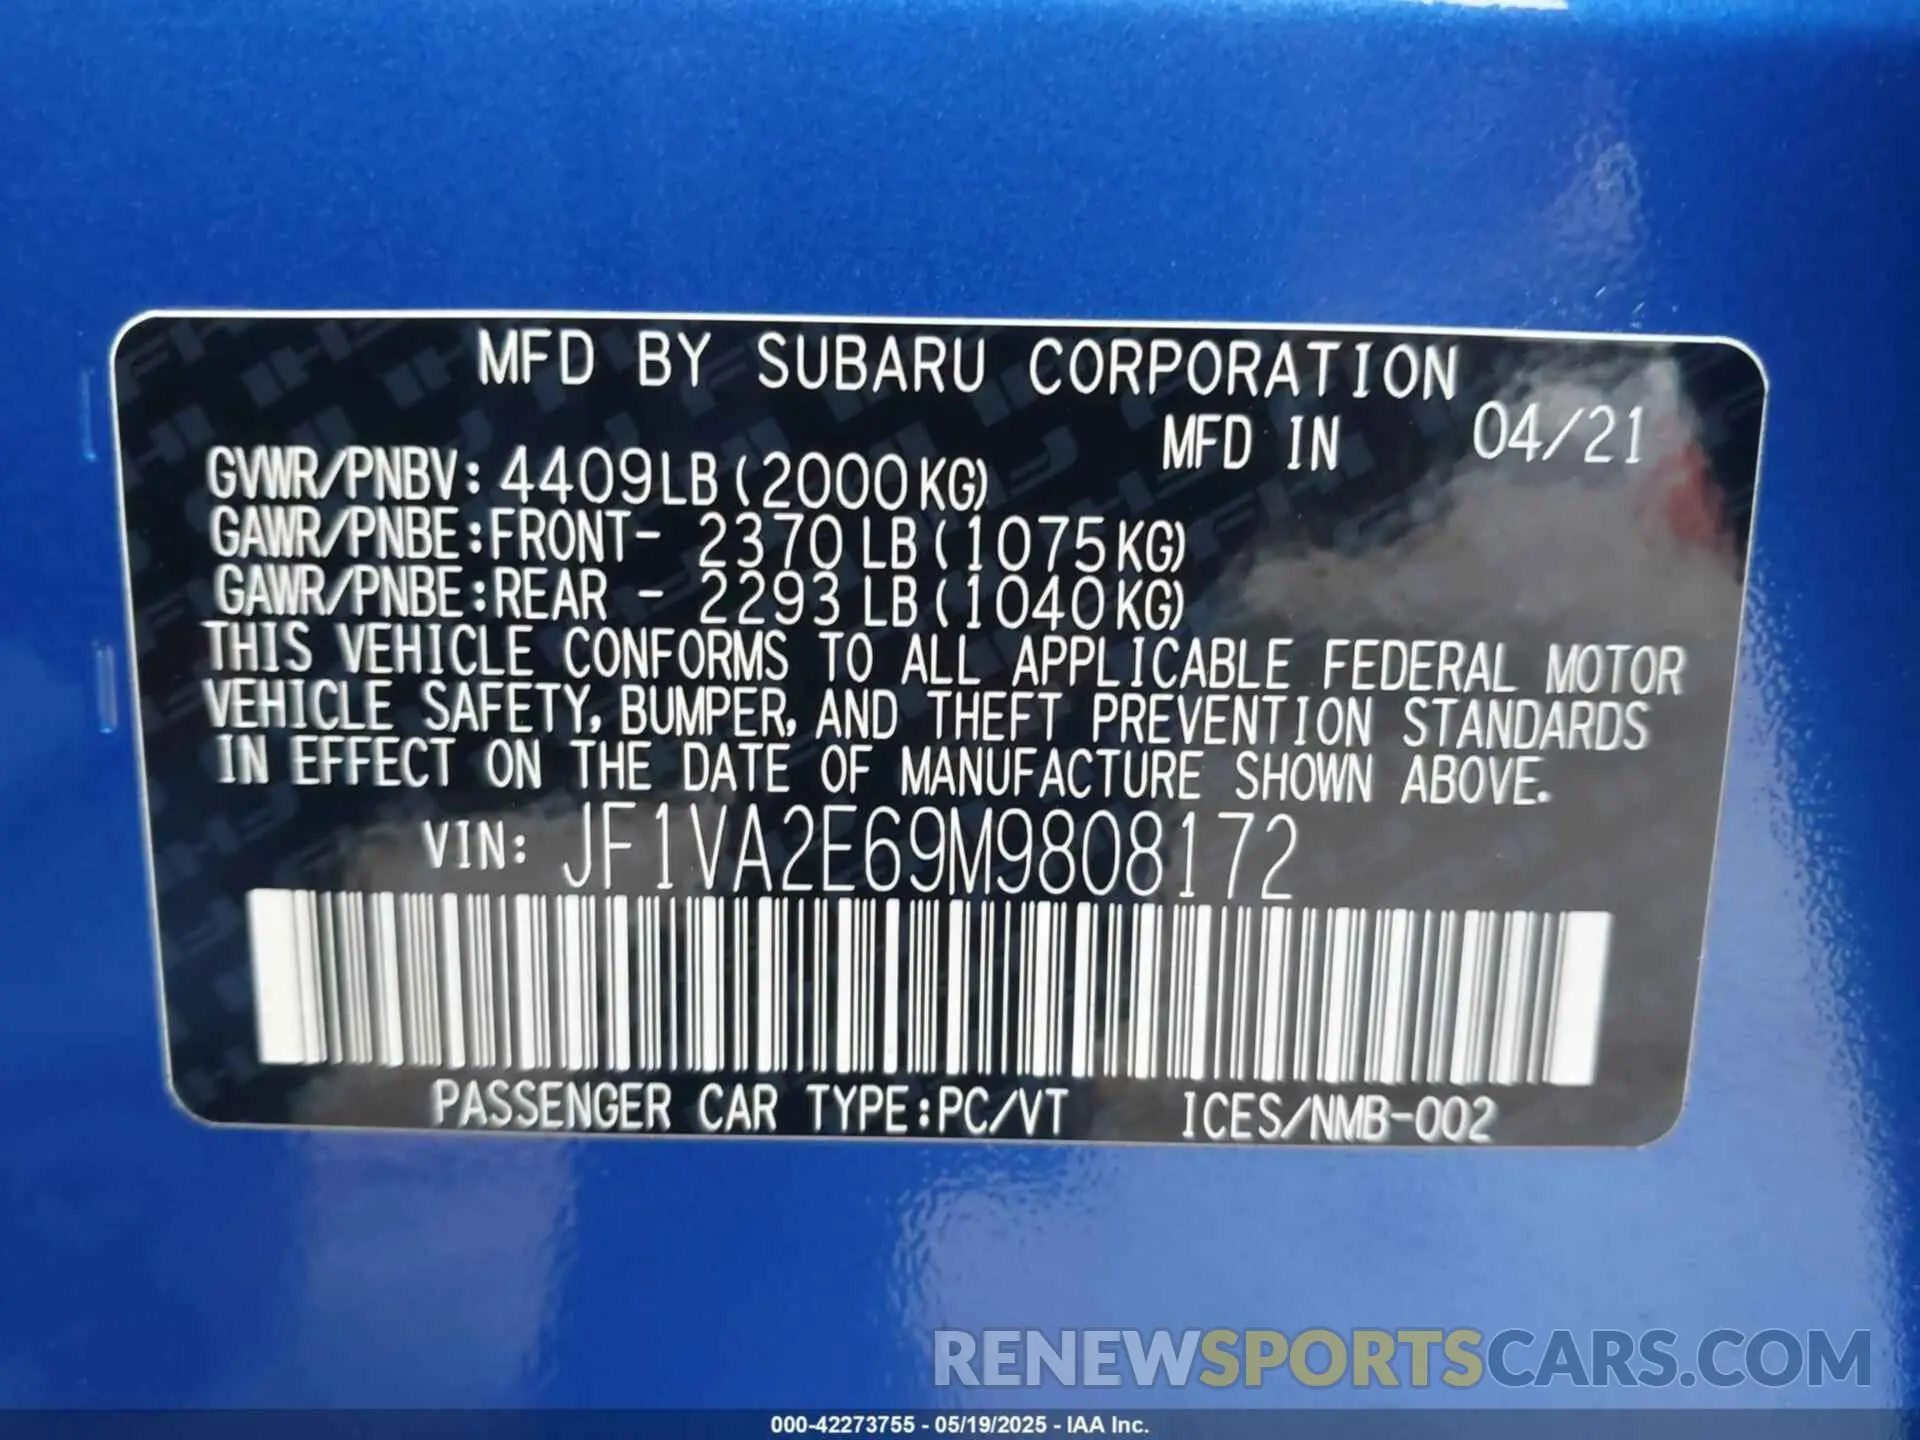 MFD BY SUBARU CORPORATION
MFD IN 04/21
GVWR/PNBV: 4409LB (2000KG)
GAWR/PNBE:FRONT- 2370 LB (1075KG)
GAWR/PNBE:REAR - 2293 LB (1040KG)
THIS VEHICLE CONFORMS TO ALL APPLICABLE FEDERAL MOTOR
VEHICLE SAFETY, BUMPER, AND THEFT PREVENTION STANDARDS
IN EFFECT ON THE DATE OF MANUFACTURE SHOWN ABOVE.
VIN: JF1VA2E69M9808172
PASSENGER CAR TYPE:PC/VT ICES/NMB-002
RENEWSPORTSCARS.COM
000-42273755 - 05/19/2025 - IAA Inc.